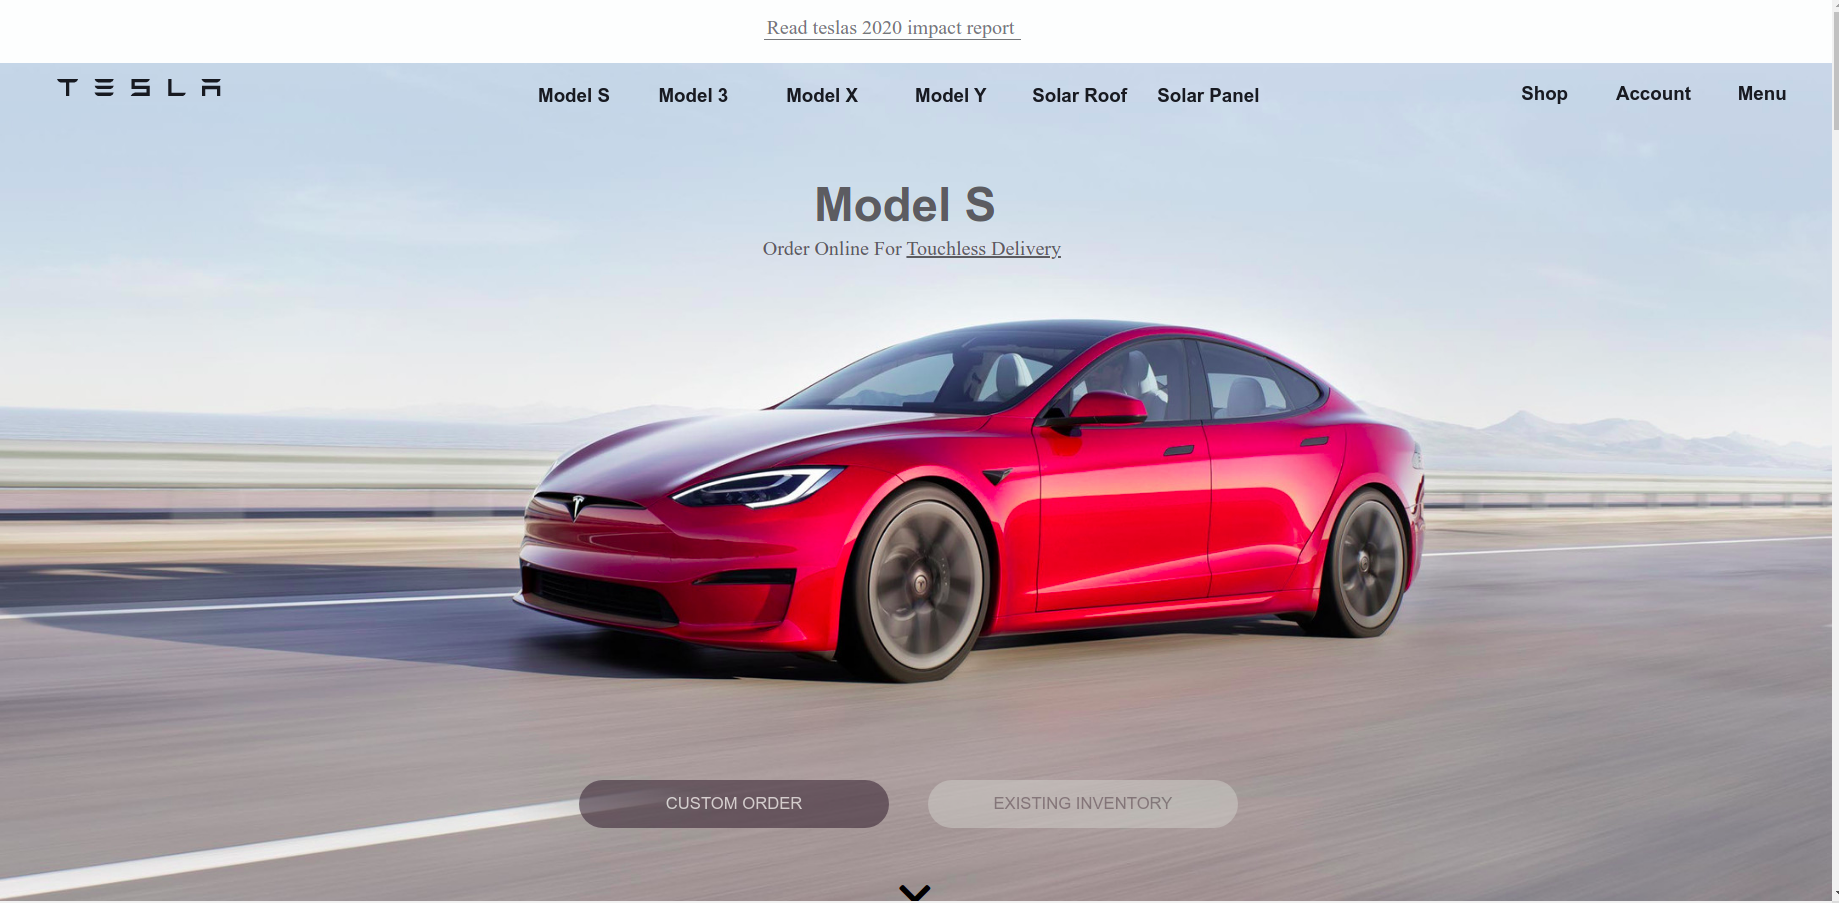 Read teslas 2020 impact report
TESLA
Model S Model 3 Model X Model Y Solar Roof Solar Panel
Shop Account Menu
Model S
Order Online For Touchless Delivery
CUSTOM ORDER
EXISTING INVENTORY